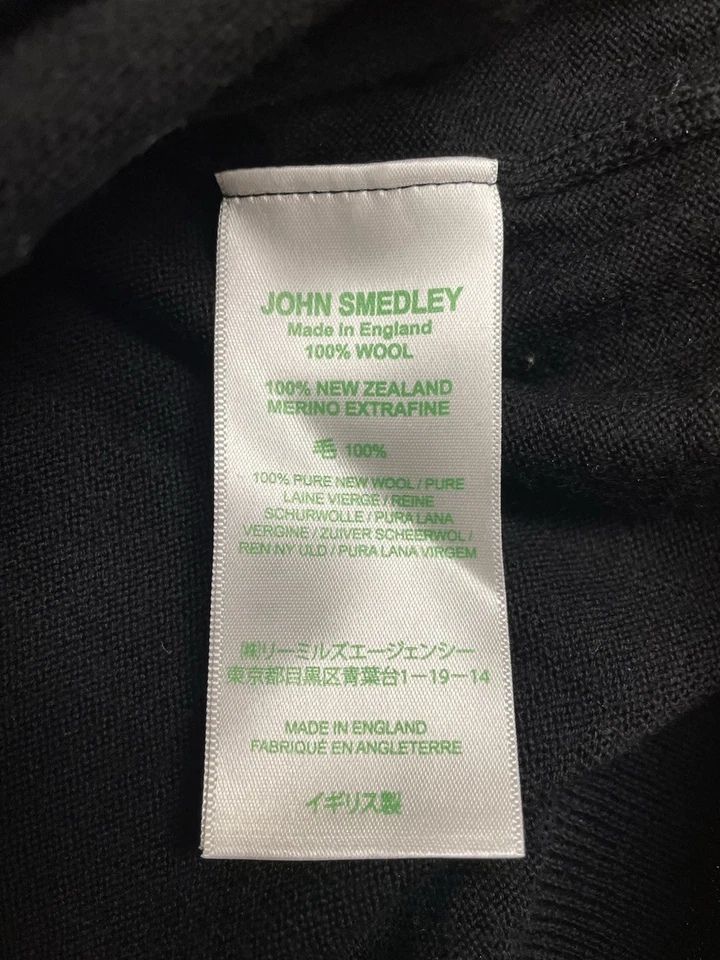 JOHN SMEDLEY
Made In England
100% WOOL
100% NEW ZEALAND
MERINO EXTRAFINE
毛 100%
100% PURE NEW WOOL / PURE
LAINE VIERGE / REINE
SCHURWOLLE / PURA LANA
VERGINE / ZUIVER SCHEERWOL /
REN NY ULD / PURA LANA VIRGEM
㈱リーミルズエージェンシー
東京都目黒区青葉台1－19－14
MADE IN ENGLAND
FABRIQUÉ EN ANGLETERRE
イギリス製